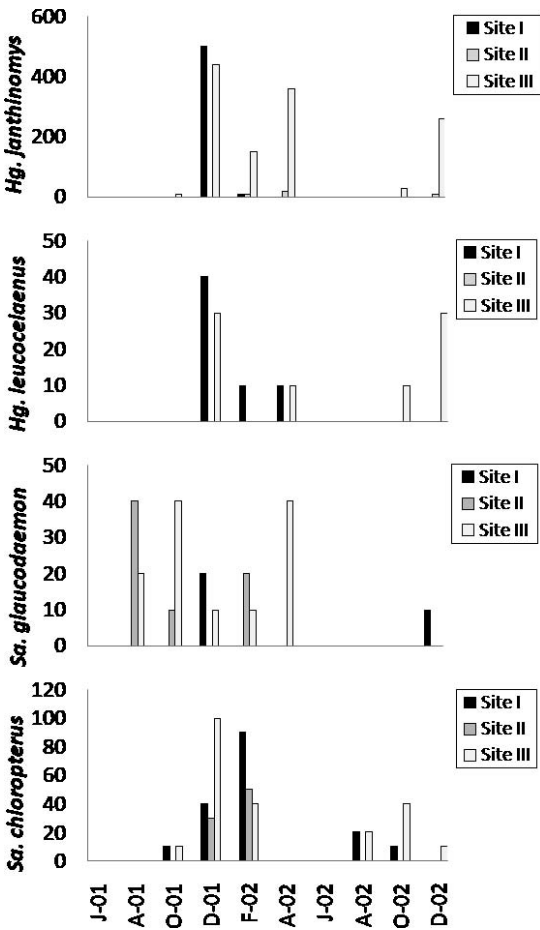 Hg. janthinomys
600
400
200
0
Site I
Site II
Site III
Hg. leucocelaenus
50
40
30
20
10
0
Site I
Site II
Site III
Sa. glaucodaemon
50
40
30
20
10
0
Site I
Site II
Site III
Sa. chloropterus
120
100
80
60
40
20
0
Site I
Site II
Site III
J-01
A-01
O-01
D-01
F-02
A-02
J-02
A-02
O-02
D-02